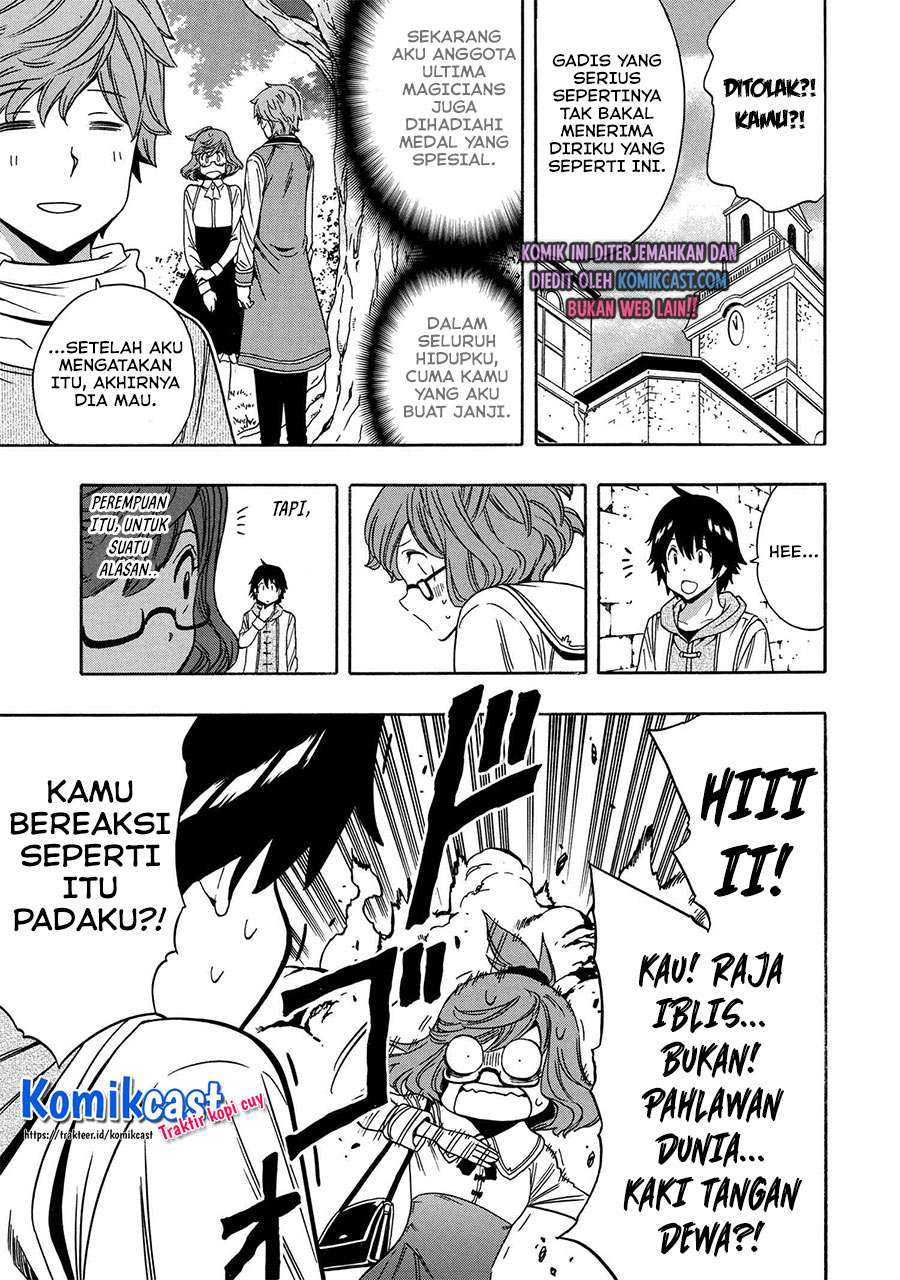 DITOLAK?!
KAMU?!
GADIS YANG
SERIUS
SEPERTINYA
TAK BAKAL
MENERIMA
DIRIKU YANG
SEPERTI INI.
SEKARANG
AKU ANGGOTA
ULTIMA
MAGICIANS
JUGA
DIHADIAHI
MEDAL YANG
SPESIAL.
KOMIK INI DITERJEMAHKAN DAN
DIEDIT OLEH KOMIKCAST.COM
BUKAN WEB LAIN!!
DALAM
SELURUH
HIDUPKU,
CUMA KAMU
YANG AKU
BUAT JANJI.
...SETELAH AKU
MENGATAKAN
ITU, AKHIRNYA
DIA MAU.
HEE...
TAPI,
PEREMPUAN
ITU, UNTUK
SUATU
ALASAN..
HIII
II!
KAU! RAJA
IBLIS...
BUKAN!
PAHLAWAN
DUNIA...
KAKI TANGAN
DEWA?!
ドゴォ
KAMU
BEREAKSI
SEPERTI
ITU
PADAKU?!
Komikcast
Traktir kopi cuy
https://trakteer.id/komikcast